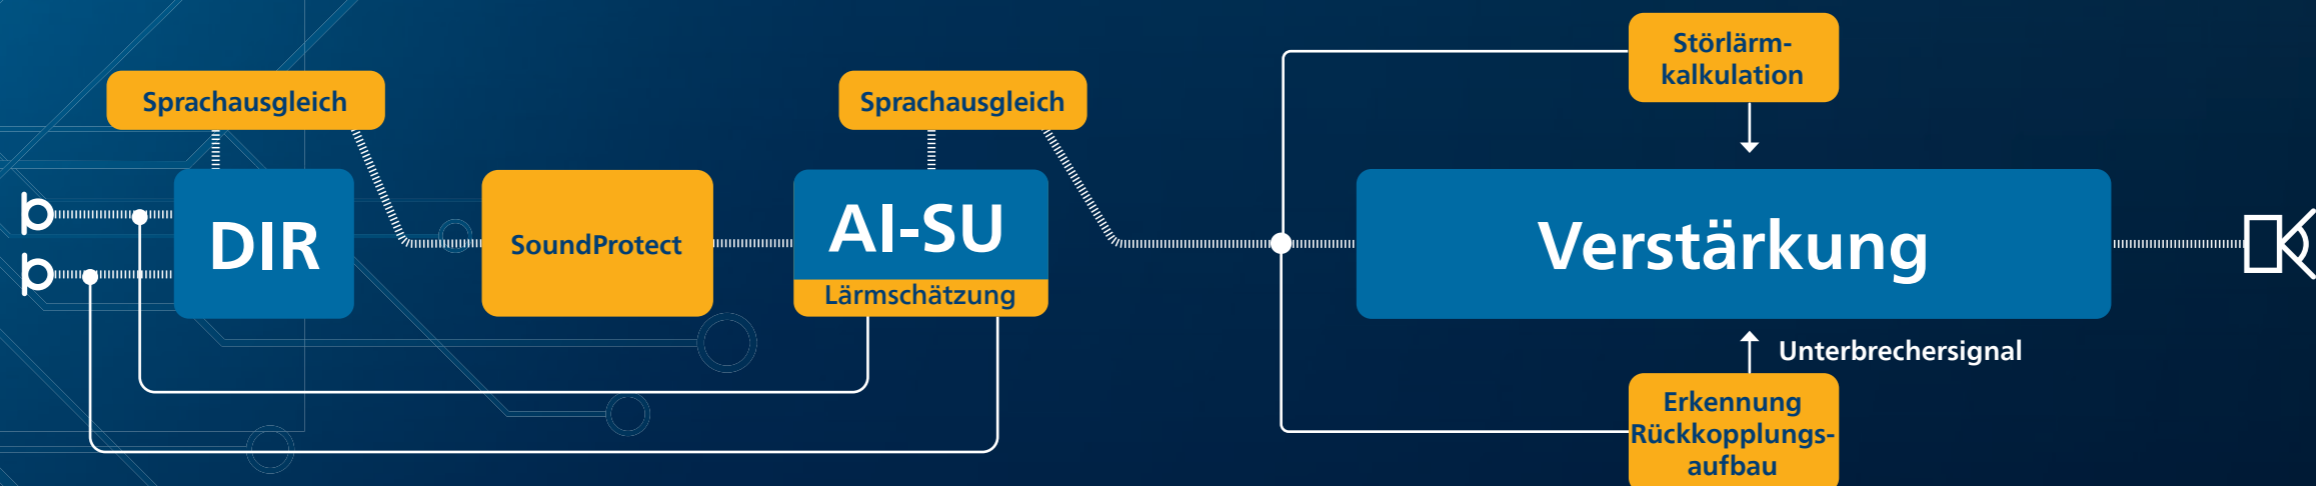 Sprachausgleich
DIR
SoundProtect
Sprachausgleich
AI-SU
Lärmschätzung
Störlärm-
kalkulation
Verstärkung
Unterbrechersignal
Erkennung
Rückkopplungs-
aufbau